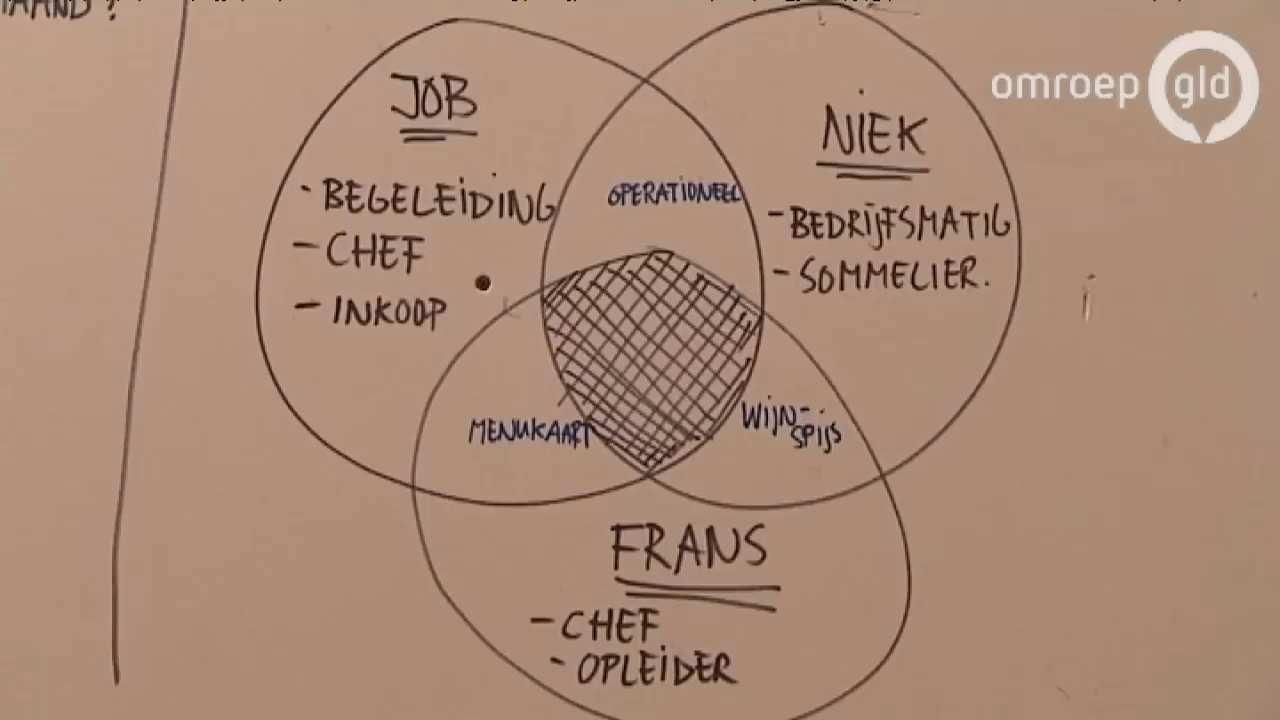 omroep gld
JOB
- BEGELEIDING
- CHEF
- INKOOP
OPERATIONEEL
NIEK
- BEDRIJFSMATIG
- SOMMELIER.
MENUKAART
WIJN-
SPIJS
FRANS
- CHEF
- OPLEIDER